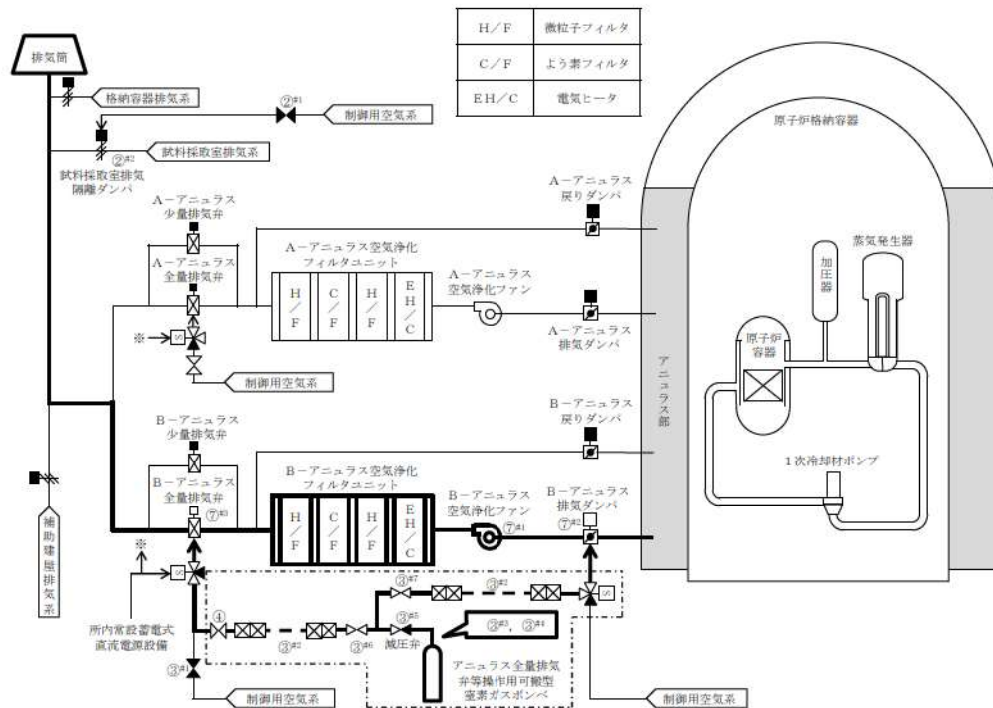 H/F
微粒子フィルタ
C/F
よう素フィルタ
EH/C
電気ヒータ
排気筒
格納容器排気系
②#1
制御用空気系
試料採取室排気系
②#2
試料採取室排気
隔離ダンパ
原子炉格納容器
A-アニュラス
少量排気弁
A-アニュラス
戻りダンパ
A-アニュラス空気浄化
フィルタユニット
A-アニュラス
全量排気弁
H/F
C/F
H/F
EH/C
A-アニュラス
空気浄化ファン
A-アニュラス
排気ダンパ
※
S
制御用空気系
蒸気発生器
加圧器
原子炉
容器
アニュラス部
1次冷却材ポンプ
B-アニュラス
少量排気弁
B-アニュラス
戻りダンパ
B-アニュラス空気浄化
フィルタユニット
B-アニュラス
全量排気弁
⑦#3
H/F
C/F
H/F
EH/C
B-アニュラス
空気浄化ファン
⑦#1
B-アニュラス
排気ダンパ
⑦#2
補助建屋排気系
※
S
所内常設蓄電式
直流電源設備
③#7
③#2
S
④
③#2
③#6
③#5
減圧弁
③#3, ③#4
③#1
アニュラス全量排気
弁等操作用可搬型
窒素ガスボンベ
制御用空気系
制御用空気系